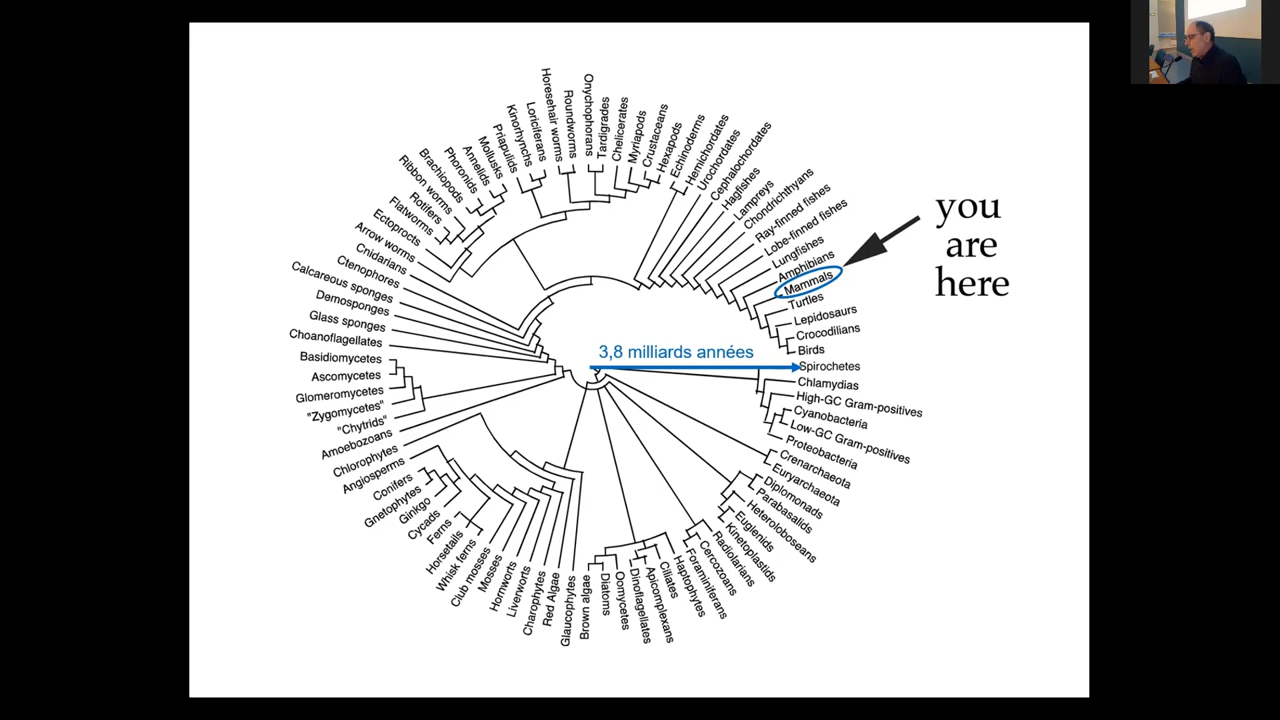 Horesehair worms
Roundworms
Onychophorans
Tardigrades
Chelicerates
Myriapods
Crustaceans
Hexapods
Echinoderms
Hemichordates
Urochordates
Cephalochordates
Hagfishes
Lampreys
Chondrichthyans
Ray-finned fishes
Lobe-finned fishes
Lungfishes
Amphibians
Mammals
Turtles
Lepidosaurs
Crocodilians
Birds
Spirochetes
Chlamydias
High-GC Gram-positives
Cyanobacteria
Low-GC Gram-positives
Proteobacteria
Crenarchaeota
Euryarchaeota
Diplomonads
Parabasalids
Heteroloboseans
Euglenids
Kinetoplastids
Radiolarians
Cercozoans
Foraminiferans
Haptophytes
Ciliates
Apicomplexans
Dinoflagellates
Oomycetes
Diatoms
Brown algae
Glaucophytes
Red Algae
Charophytes
Liverworts
Hornworts
Mosses
Club mosses
Whisk ferns
Horsetails
Ferns
Cycads
Ginkgo
Gnetophytes
Conifers
Angiosperms
Chlorophytes
Amoebozoans
"Chytrids"
"Zygomycetes"
Glomeromycetes
Ascomycetes
Basidiomycetes
Choanoflagellates
Glass sponges
Demosponges
Calcareous sponges
Ctenophores
Cnidarians
Arrow worms
Ectoprocts
Flatworms
Rotifers
Ribbon worms
Brachiopods
Phoronids
Annelids
Mollusks
Priapulids
Kinorhynchs
Loriciferans
3,8 milliards années
you
are
here